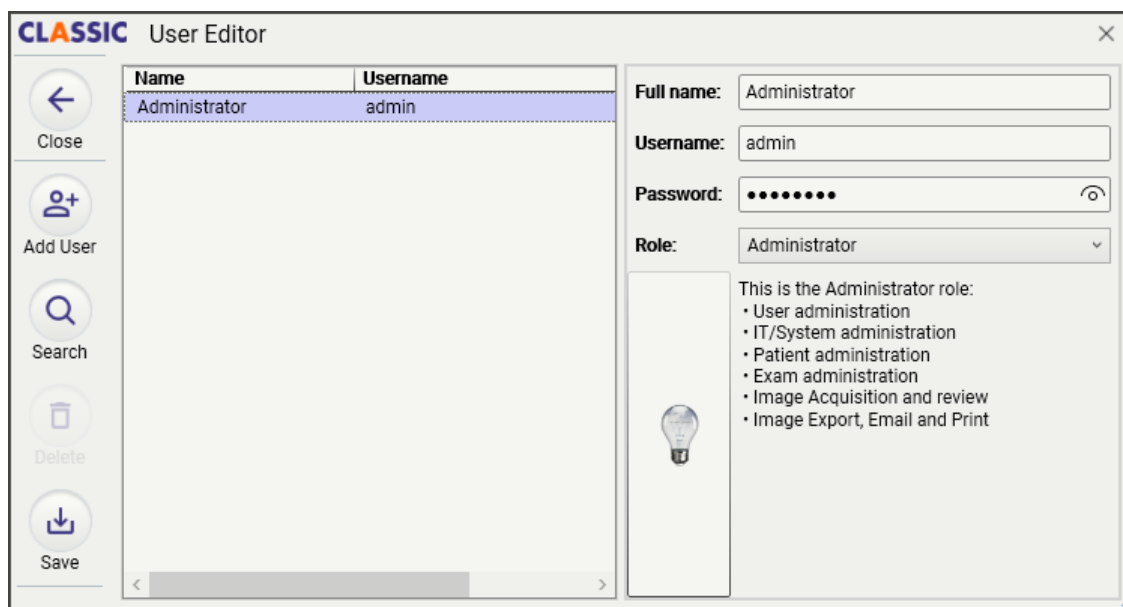 CLASSIC User Editor
Close
Add User
Search
Delete
Save
Name Username
Administrator admin
Full name: Administrator
Username: admin
Password: ••••••••
Role: Administrator
This is the Administrator role:
• User administration
• IT/System administration
• Patient administration
• Exam administration
• Image Acquisition and review
• Image Export, Email and Print